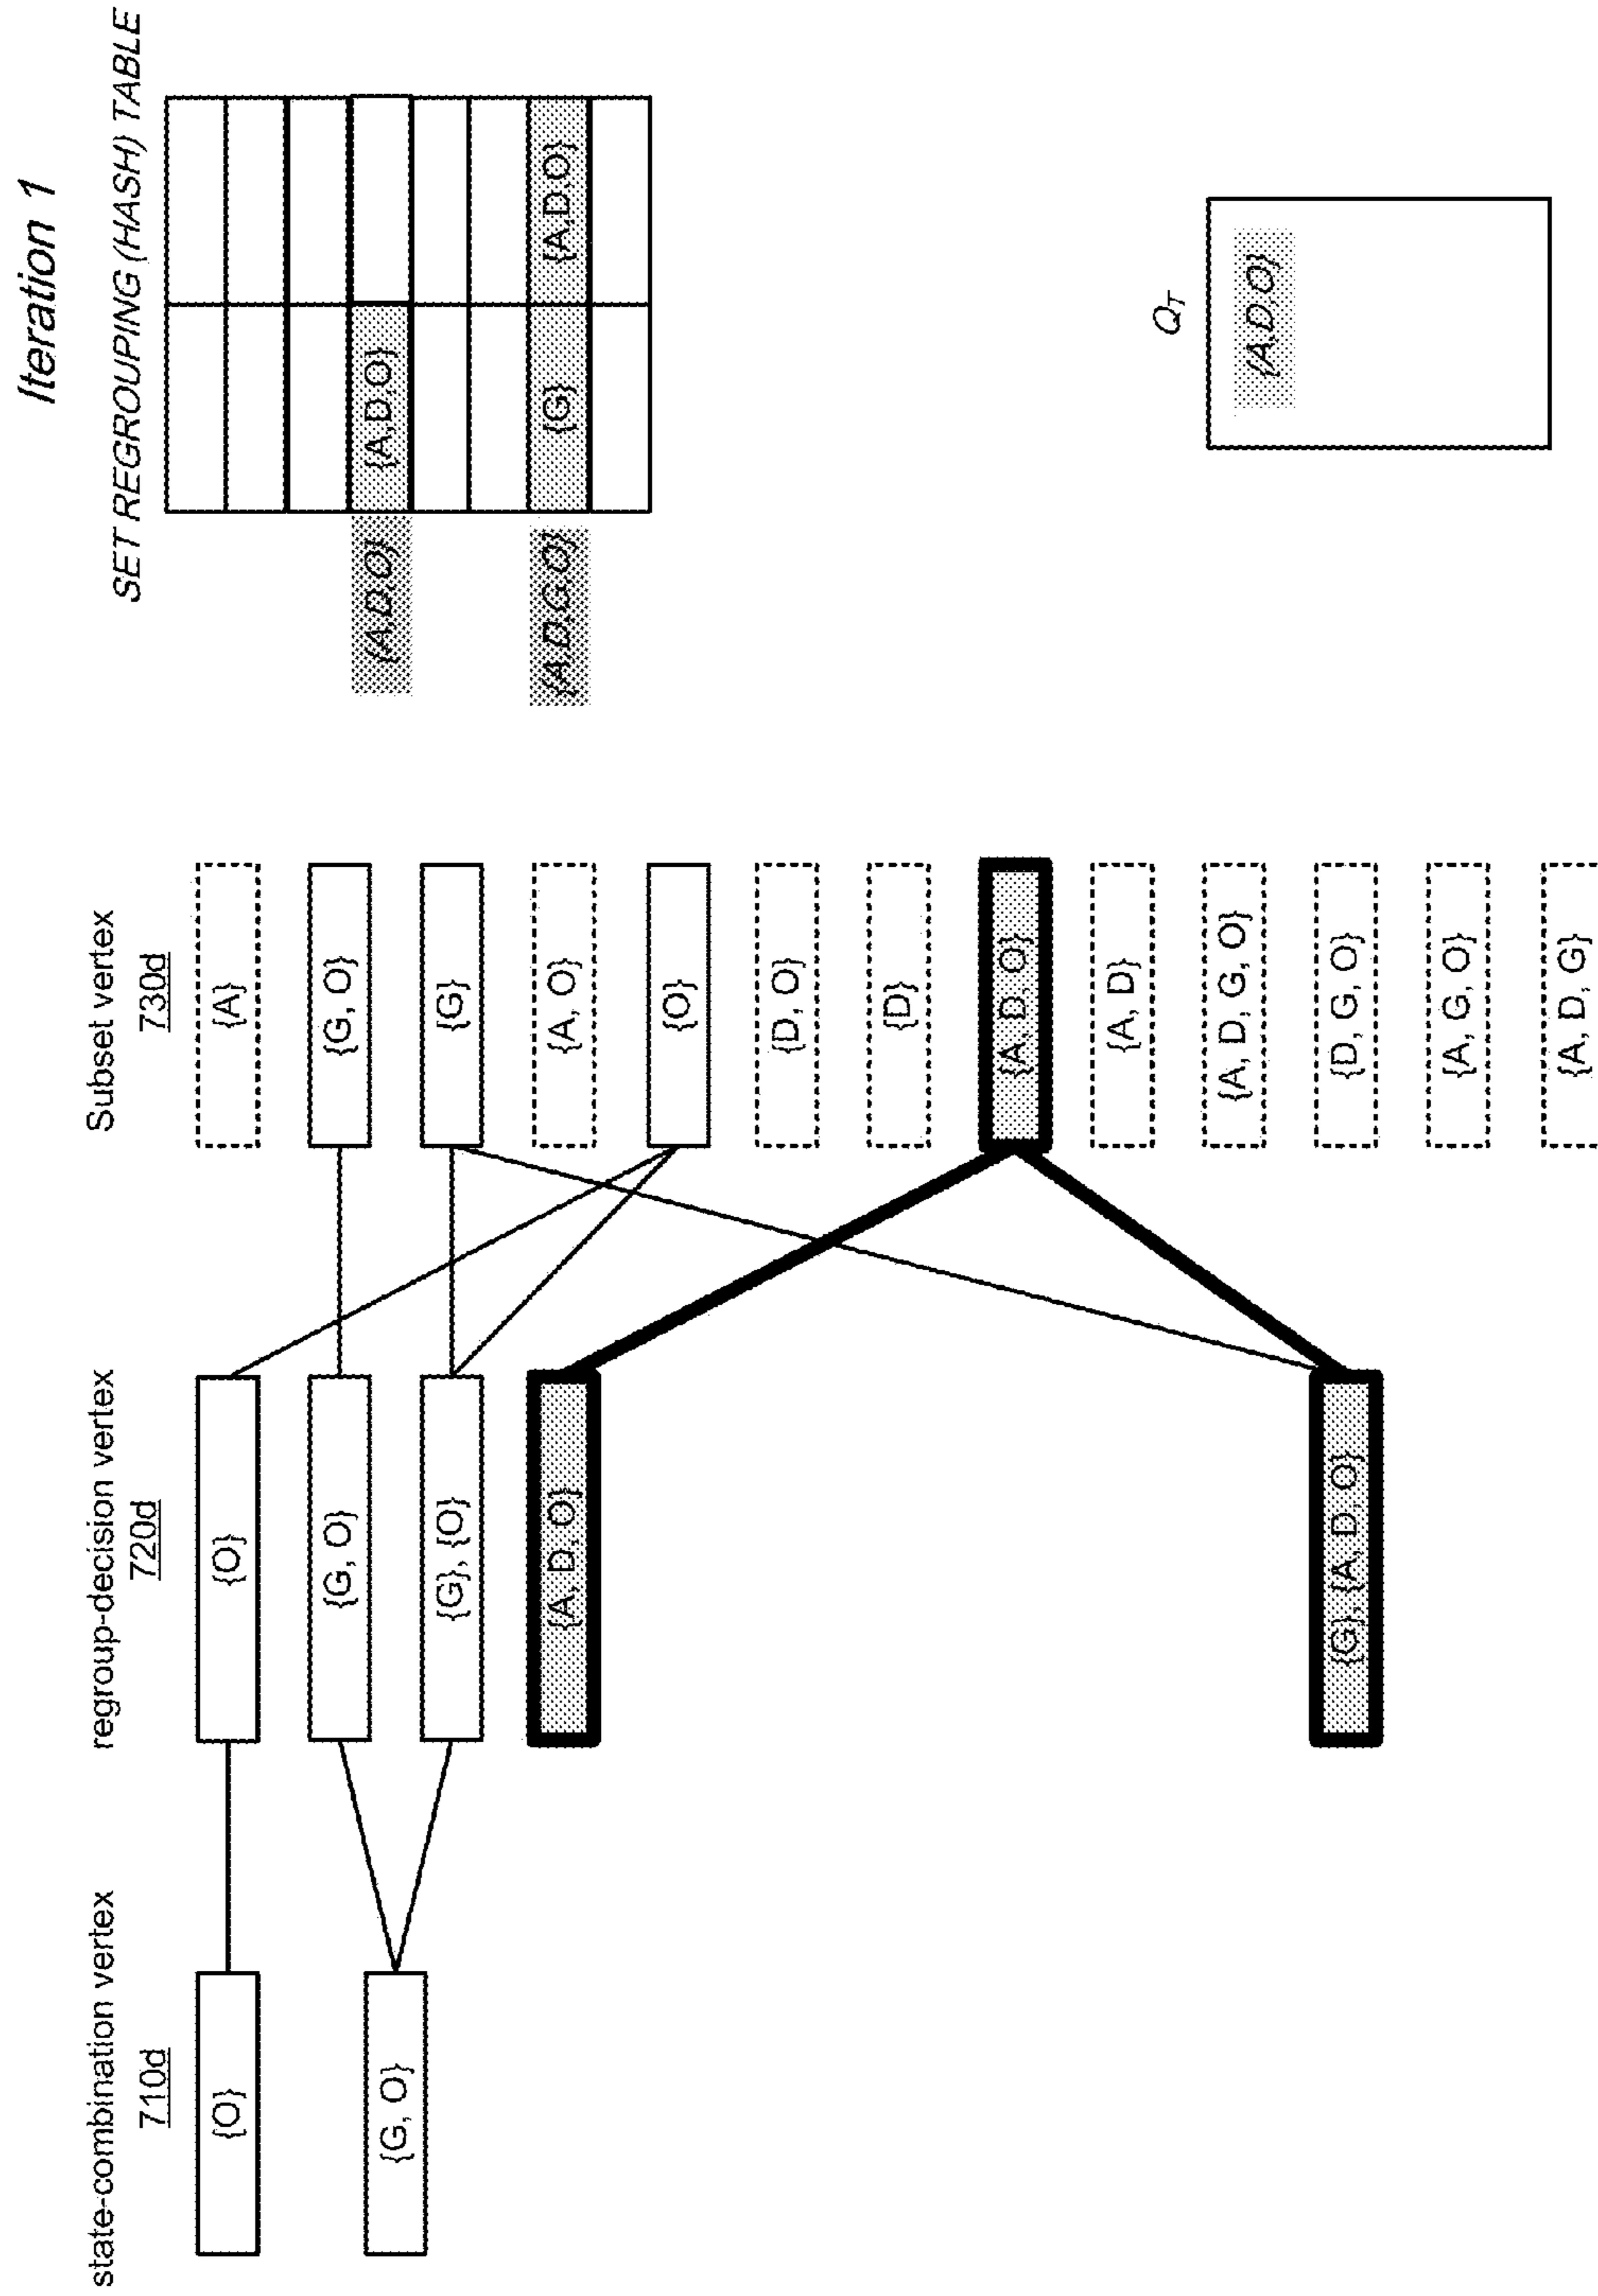 Iteration 1
state-combination vertex
710d
{O}
{G, O}
regroup-decision vertex
720d
{O}
{G, O}
{G}, {O}
{A, D, O}
{G}, {A, D, O}
Subset vertex
730d
{A}
{G, O}
{G}
{A, O}
{O}
{D, O}
{D}
{A, D, O}
{A, D}
{A, D, G, O}
{D, G, O}
{A, G, O}
{A, D, G}
SET REGROUPING (HASH) TABLE
{A,D,O} {A,D,O}
{A,D,G,O} {G} {A,D,O}
QT
{A,D,O}